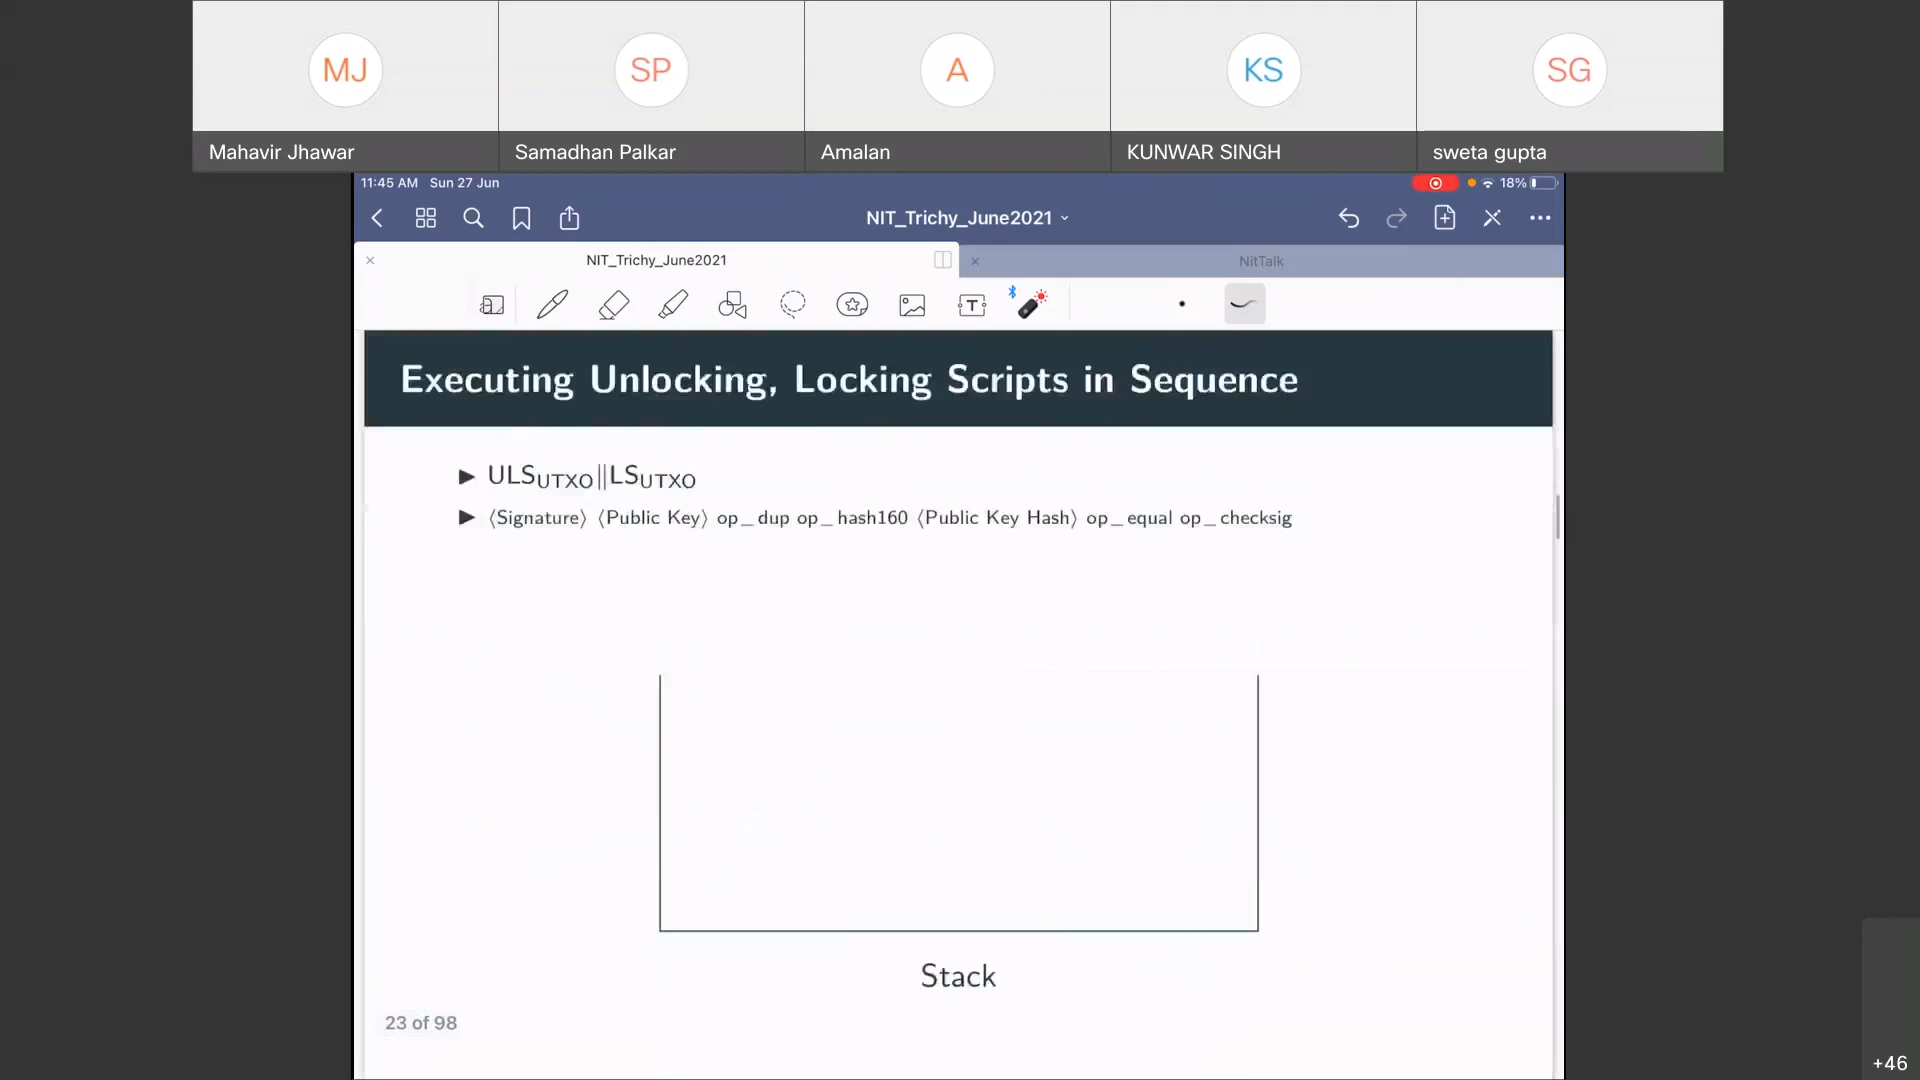 MJ SP A KS SG
Mahavir Jhawar Samadhan Palkar Amalan KUNWAR SINGH sweta gupta
11:45 AM Sun 27 Jun 18%
NIT_Trichy_June2021
NIT_Trichy_June2021 NitTalk
Executing Unlocking, Locking Scripts in Sequence
▶ ULS_UTXO||LS_UTXO
▶ ⟨Signature⟩ ⟨Public Key⟩ op_dup op_hash160 ⟨Public Key Hash⟩ op_equal op_checksig
Stack
23 of 98
+46